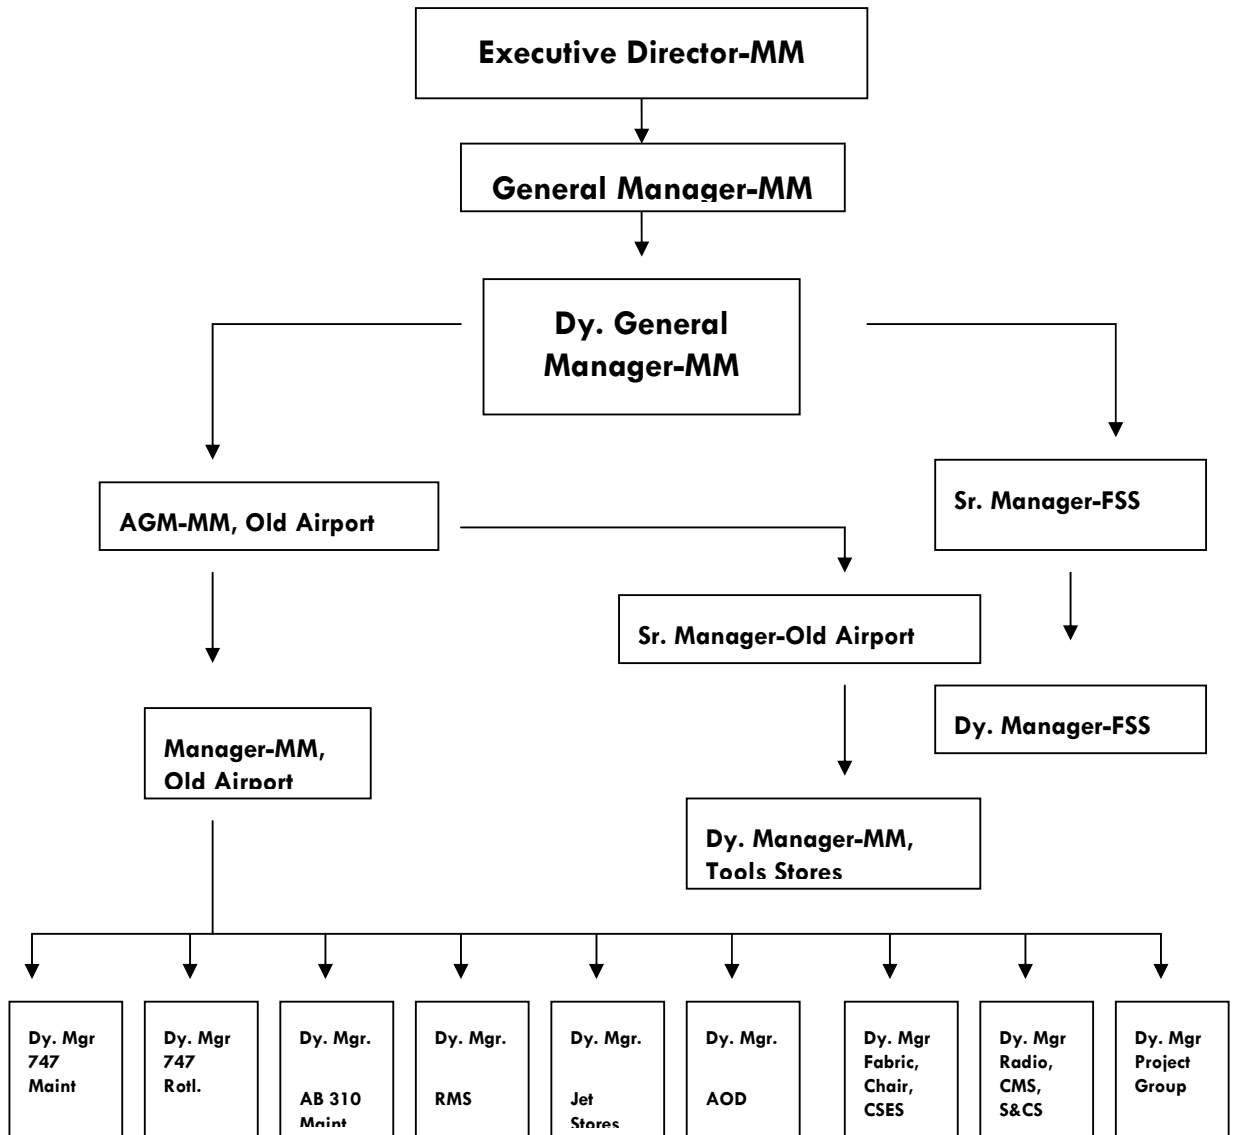 Executive Director-MM
General Manager-MM
Dy. General
Manager-MM
AGM-MM, Old Airport
Sr. Manager-FSS
Sr. Manager-Old Airport
Dy. Manager-FSS
Manager-MM,
Old Airport
Dy. Manager-MM,
Tools Stores
Dy. Mgr
747
Maint
Dy. Mgr
747
Rotl.
Dy. Mgr.
AB 310
Maint
Dy. Mgr.
RMS
Dy. Mgr.
Jet
Stores
Dy. Mgr.
AOD
Dy. Mgr
Fabric,
Chair,
CSES
Dy. Mgr
Radio,
CMS,
S&CS
Dy. Mgr
Project
Group